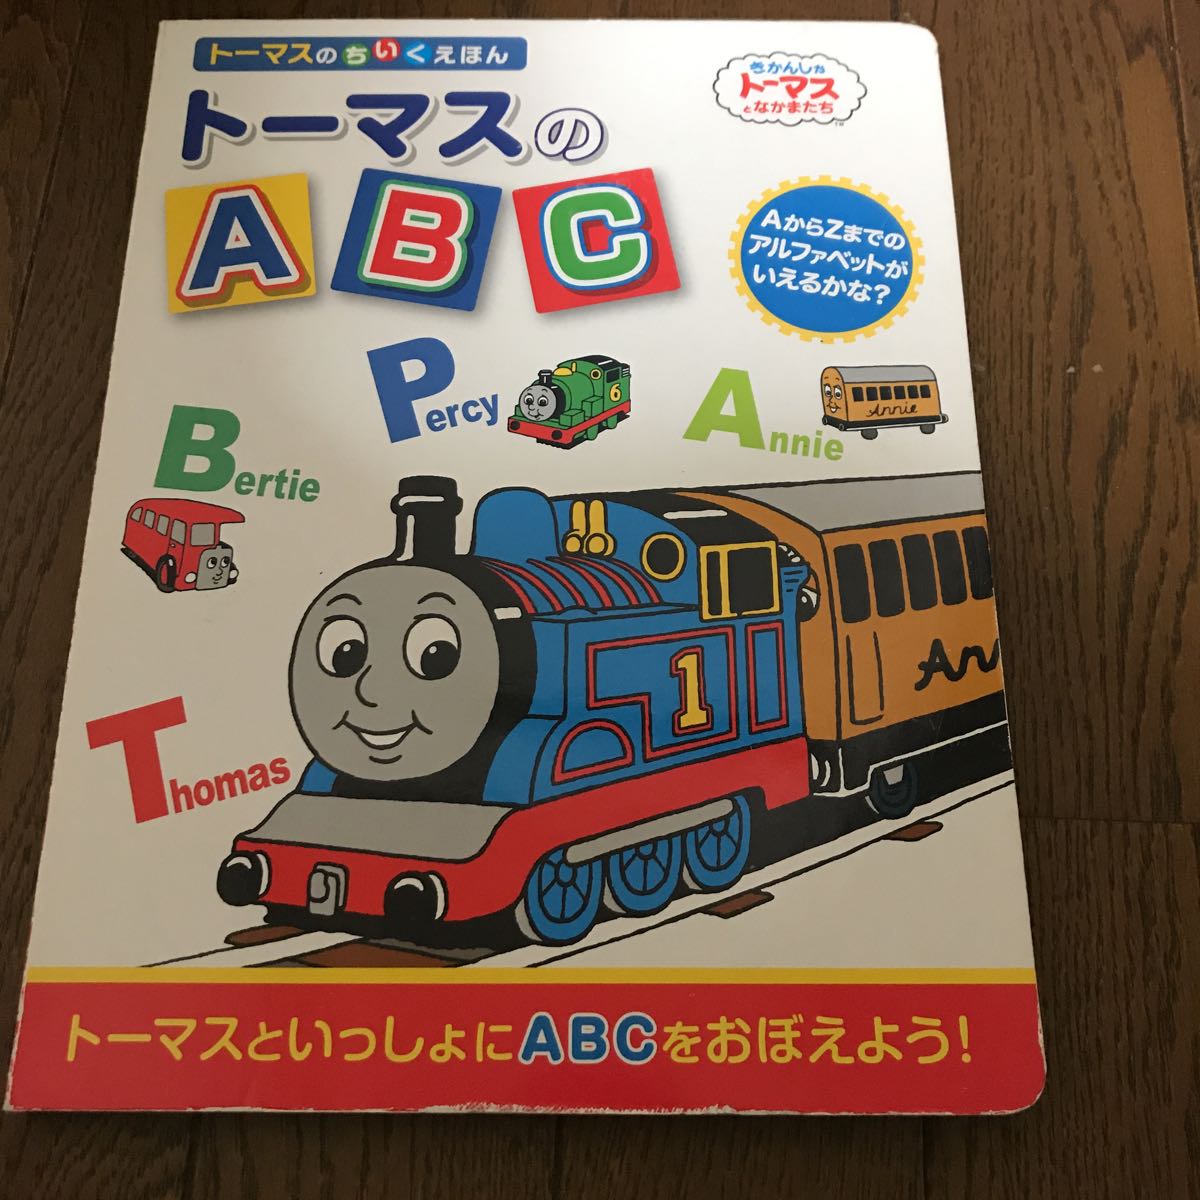 トーマスのちいくえほん
きかんしゃ
トーマス
となかまたち
TM
トーマスの
ABC
AからZまでの
アルファベットが
いえるかな?
Percy
6
Annie
Annie
Bertie
Thomas
1
An
トーマスといっしょにABCをおぼえよう!